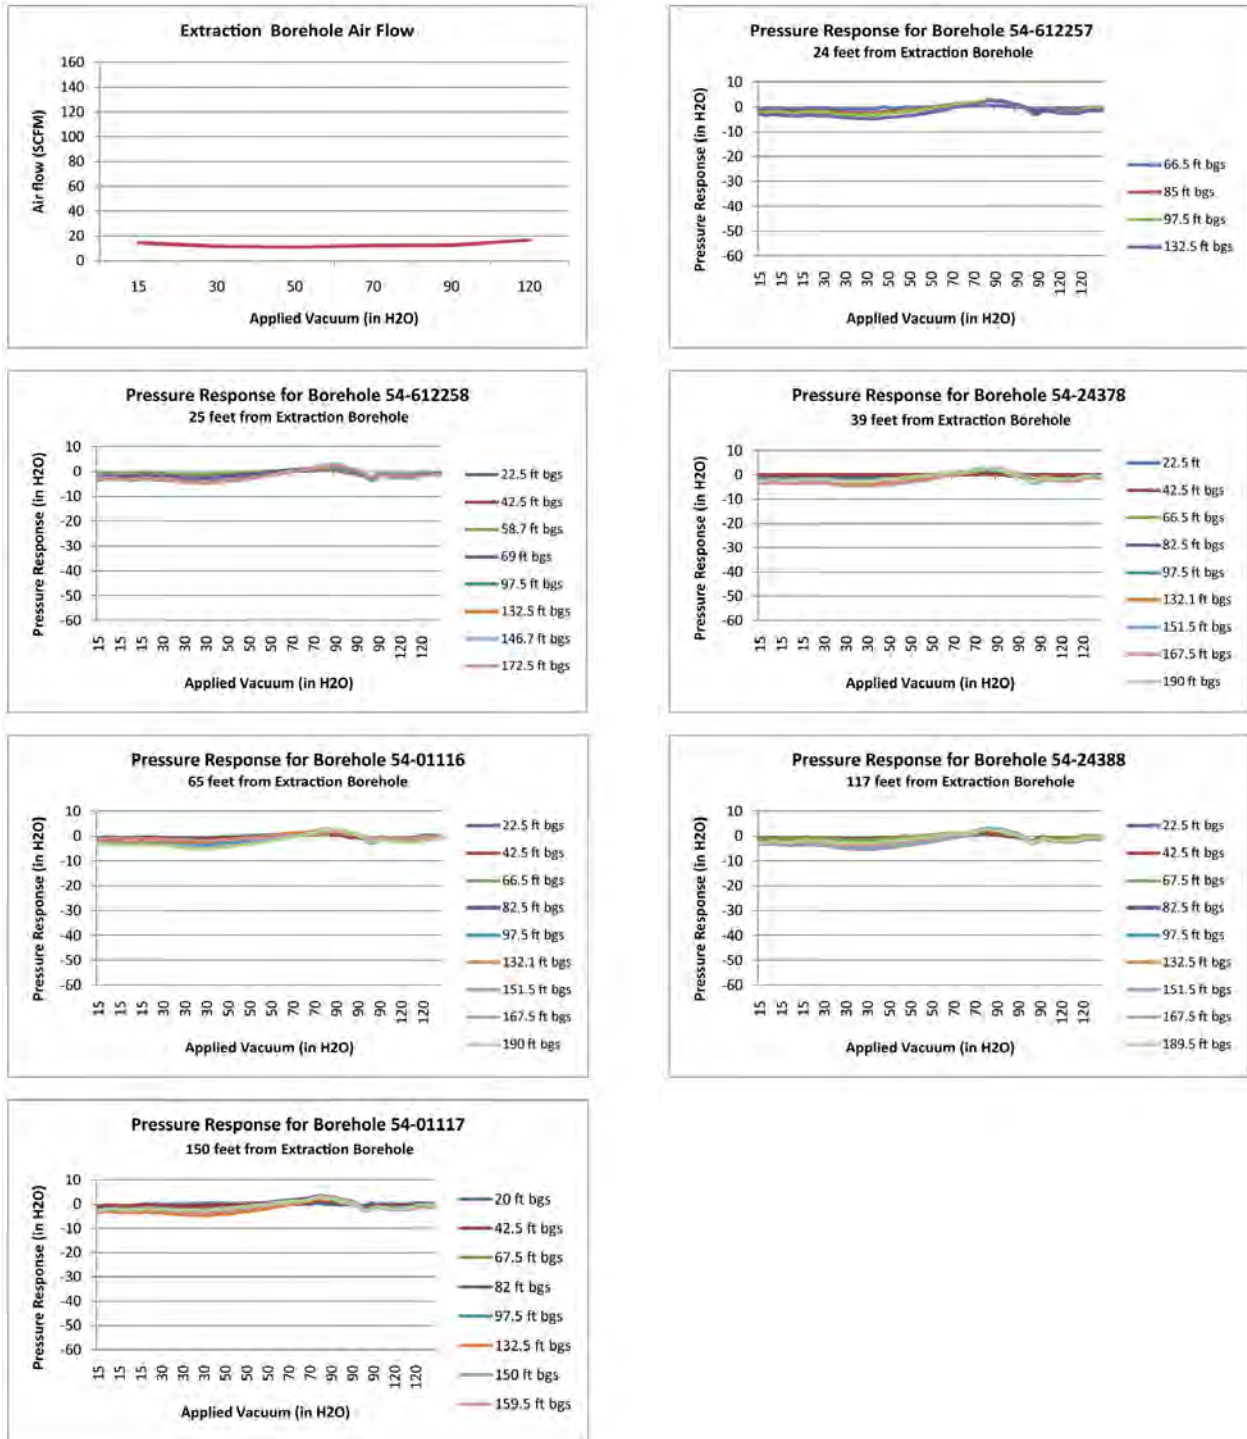 Extraction Borehole Air Flow
160
140
120
100
80
60
40
20
0
Air flow (SCFM)
15 30 50 70 90 120
Applied Vacuum (in H2O)
Pressure Response for Borehole 54-612257
24 feet from Extraction Borehole
10
0
-10
-20
-30
-40
-50
-60
Pressure Response (in H2O)
15 15 15 30 30 30 50 50 70 70 90 90 90 120 120
Applied Vacuum (in H2O)
66.5 ft bgs
85 ft bgs
97.5 ft bgs
132.5 ft bgs
Pressure Response for Borehole 54-612258
25 feet from Extraction Borehole
10
0
-10
-20
-30
-40
-50
-60
Pressure Response (in H2O)
15 15 15 30 30 30 50 50 50 70 70 90 90 90 120 120
Applied Vacuum (in H2O)
22.5 ft bgs
42.5 ft bgs
58.7 ft bgs
69 ft bgs
97.5 ft bgs
132.5 ft bgs
146.7 ft bgs
172.5 ft bgs
Pressure Response for Borehole 54-24378
39 feet from Extraction Borehole
10
0
-10
-20
-30
-40
-50
-60
Pressure Response (in H2O)
15 15 15 30 30 30 50 50 50 70 70 90 90 90 120 120
Applied Vacuum (in H2O)
22.5 ft
42.5 ft bgs
66.5 ft bgs
82.5 ft bgs
97.5 ft bgs
132.1 ft bgs
151.5 ft bgs
167.5 ft bgs
190 ft bgs
Pressure Response for Borehole 54-01116
65 feet from Extraction Borehole
10
0
-10
-20
-30
-40
-50
-60
Pressure Response (in H2O)
15 15 15 30 30 30 50 50 50 70 70 90 90 90 120 120
Applied Vacuum (in H2O)
22.5 ft bgs
42.5 ft bgs
66.5 ft bgs
82.5 ft bgs
97.5 ft bgs
132.1 ft bgs
151.5 ft bgs
167.5 ft bgs
190 ft bgs
Pressure Response for Borehole 54-24388
117 feet from Extraction Borehole
10
0
-10
-20
-30
-40
-50
-60
Pressure Response (in H2O)
15 15 15 30 30 30 50 50 50 70 70 90 90 90 120 120
Applied Vacuum (in H2O)
22.5 ft bgs
42.5 ft bgs
67.5 ft bgs
82.5 ft bgs
97.5 ft bgs
132.5 ft bgs
151.5 ft bgs
167.5 ft bgs
189.5 ft bgs
Pressure Response for Borehole 54-01117
150 feet from Extraction Borehole
10
0
-10
-20
-30
-40
-50
-60
Pressure Response (in H2O)
15 15 15 30 30 30 50 50 50 70 70 90 90 90 120 120
Applied Vacuum (in H2O)
20 ft bgs
42.5 ft bgs
67.5 ft bgs
82 ft bgs
97.5 ft bgs
132.5 ft bgs
150 ft bgs
159.5 ft bgs